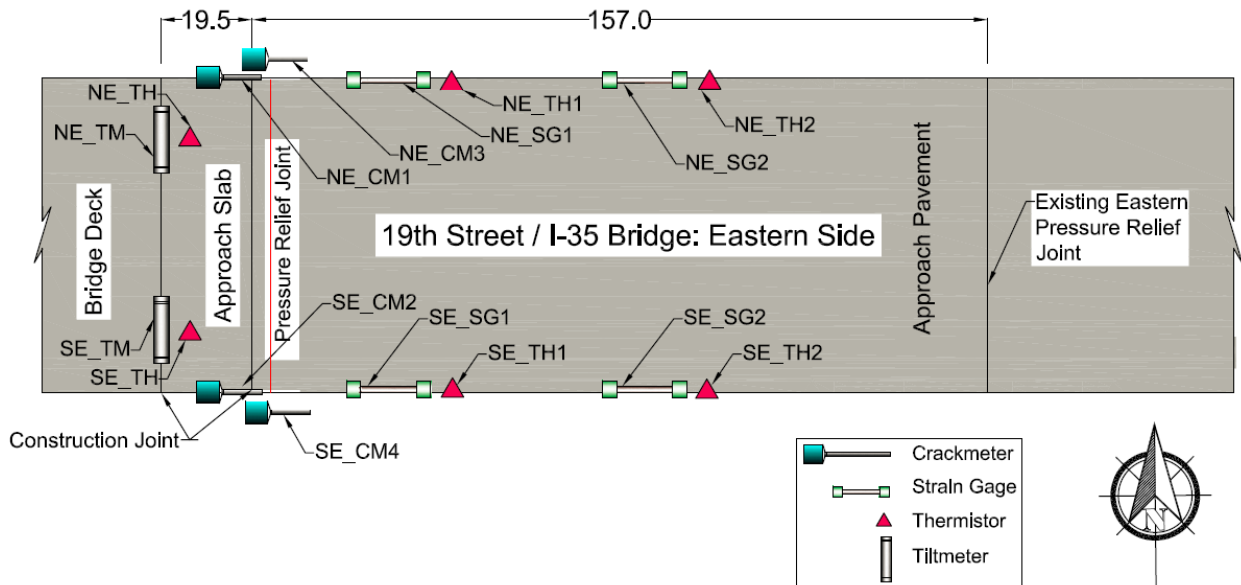 19.5
157.0
NE_TH
NE_TM
NE_TH1
NE_SG1
NE_CM3
NE_CM1
NE_TH2
NE_SG2
Bridge Deck
Approach Slab
Pressure Relief Joint
19th Street / I-35 Bridge: Eastern Side
Approach Pavement
Existing Eastern
Pressure Relief
Joint
SE_CM2
SE_SG1
SE_SG2
SE_TM
SE_TH
SE_TH1
SE_TH2
Construction Joint
SE_CM4
Crackmeter
Strain Gage
Thermistor
Tiltmeter
N